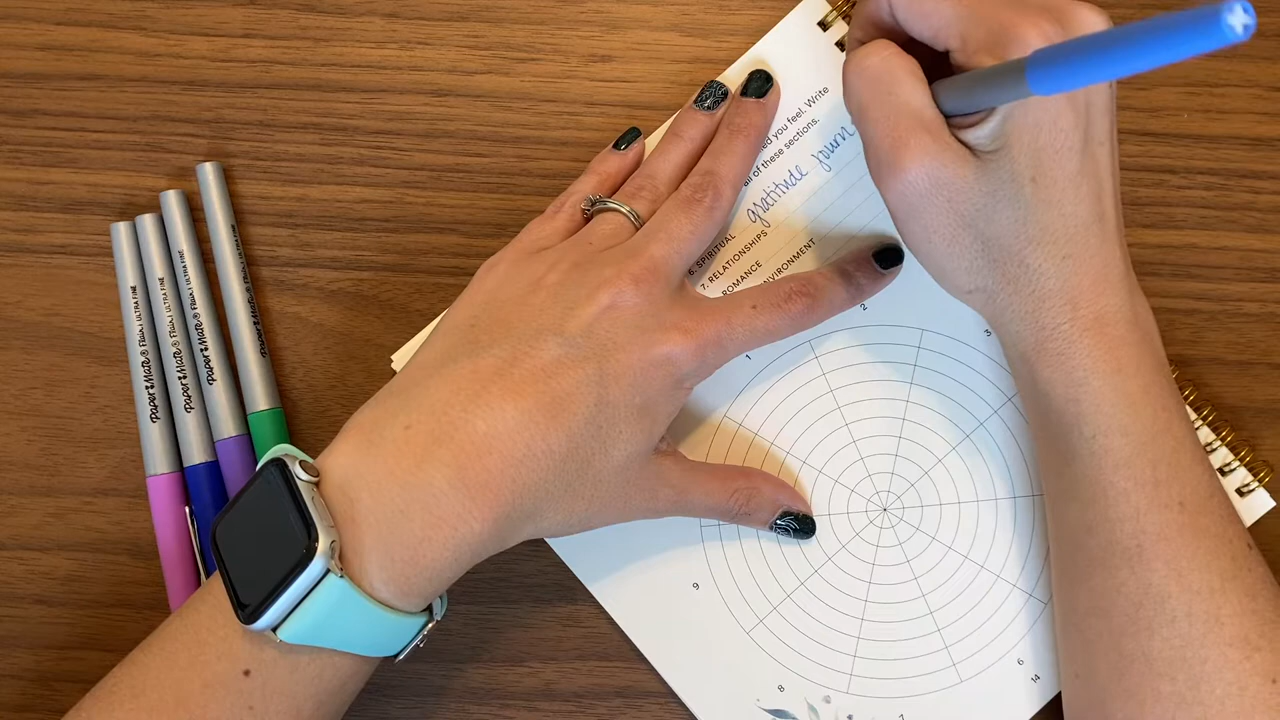 ed you feel. Write
all of these sections.
gratitude journ
6. SPIRITUAL
7. RELATIONSHIPS
ROMANCE
VIRONMENT
1
2
3
9
8
7
6
14
Paper Mate® Flair. | ULTRA FINE
Paper Mate® Flair. | ULTRA FINE
Paper Mate® Flair. | ULTRA FINE
Paper Mate® Flair. | ULTRA FINE